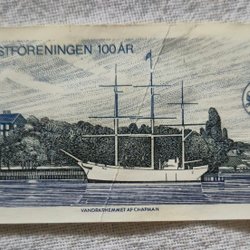 STFÖRENINGEN 100 ÅR
VANDRARHEMMET AF CHAPMAN